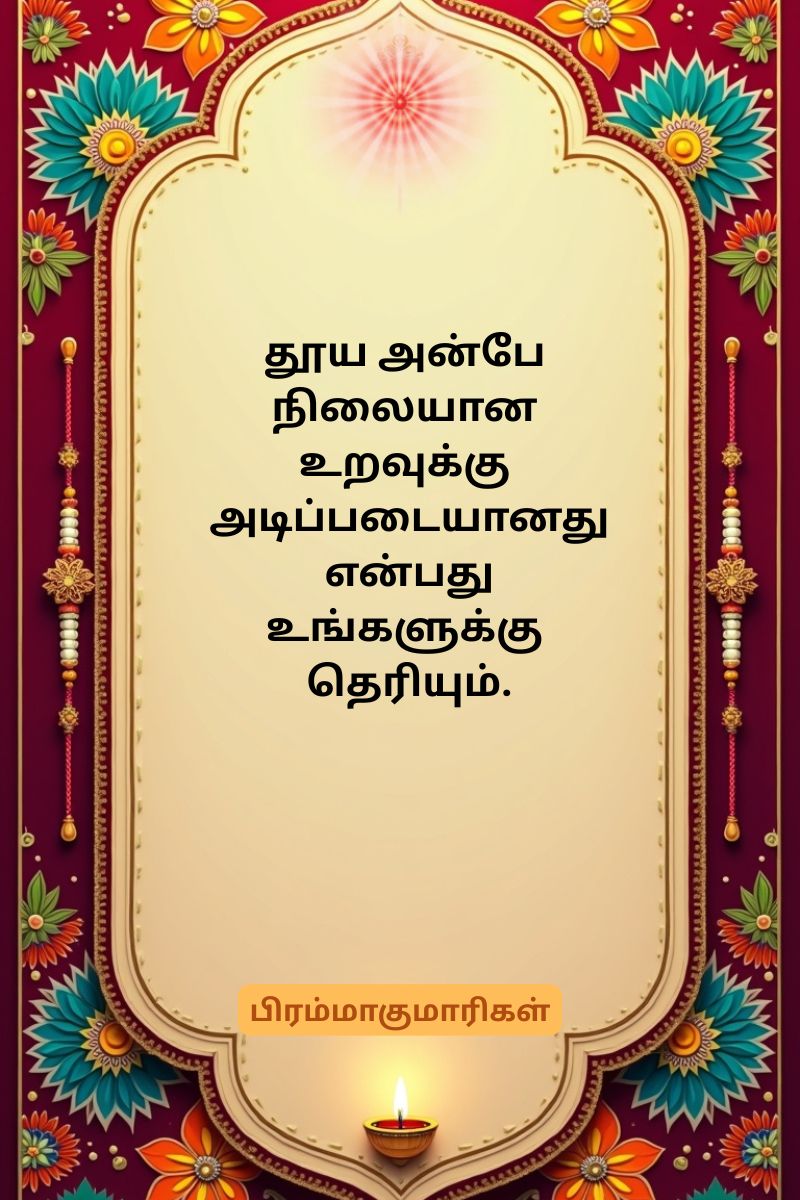 தூய அன்பே
நிலையான
உறவுக்கு
அடிப்படையானது
என்பது
உங்களுக்கு
தெரியும்.
பிரம்மாகுமாரிகள்